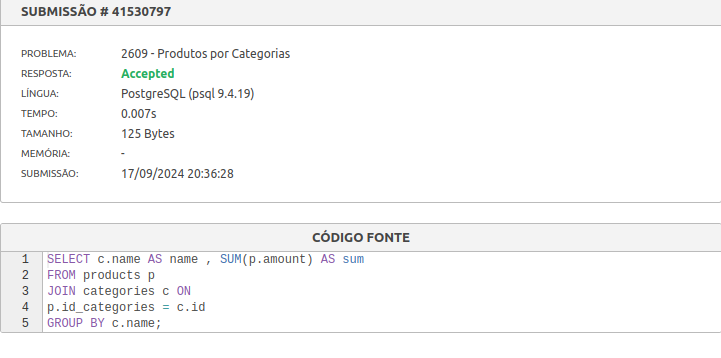 SUBMISSÃO # 41530797
PROBLEMA: 2609 - Produtos por Categorias
RESPOSTA: Accepted
LÍNGUA: PostgreSQL (psql 9.4.19)
TEMPO: 0.007s
TAMANHO: 125 Bytes
MEMÓRIA: -
SUBMISSÃO: 17/09/2024 20:36:28
CÓDIGO FONTE
1 SELECT c.name AS name , SUM(p.amount) AS sum
2 FROM products p
3 JOIN categories c ON
4 p.id_categories = c.id
5 GROUP BY c.name;